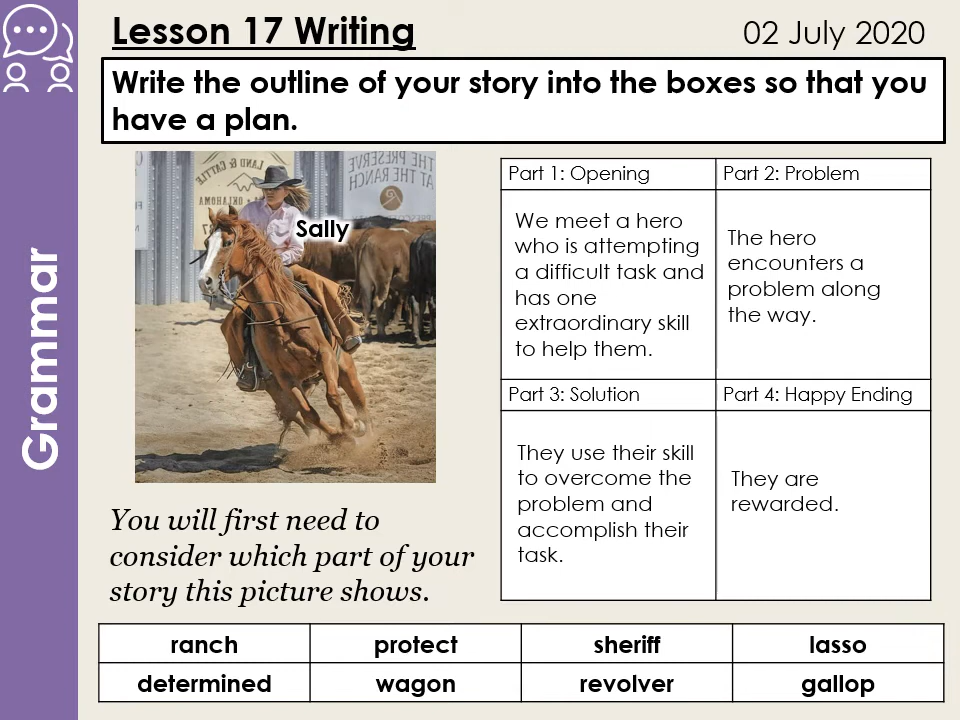 Lesson 17 Writing
02 July 2020
Write the outline of your story into the boxes so that you
have a plan.
Grammar
LAND & CATTLE
OKLAHOMA
THE PRESERVE
AT THE RANCH
Sally
Part 1: Opening
Part 2: Problem
We meet a hero
who is attempting
a difficult task and
has one
extraordinary skill
to help them.
The hero
encounters a
problem along
the way.
Part 3: Solution
Part 4: Happy Ending
They use their skill
to overcome the
problem and
accomplish their
task.
They are
rewarded.
You will first need to
consider which part of your
story this picture shows.
ranch
protect
sheriff
lasso
determined
wagon
revolver
gallop